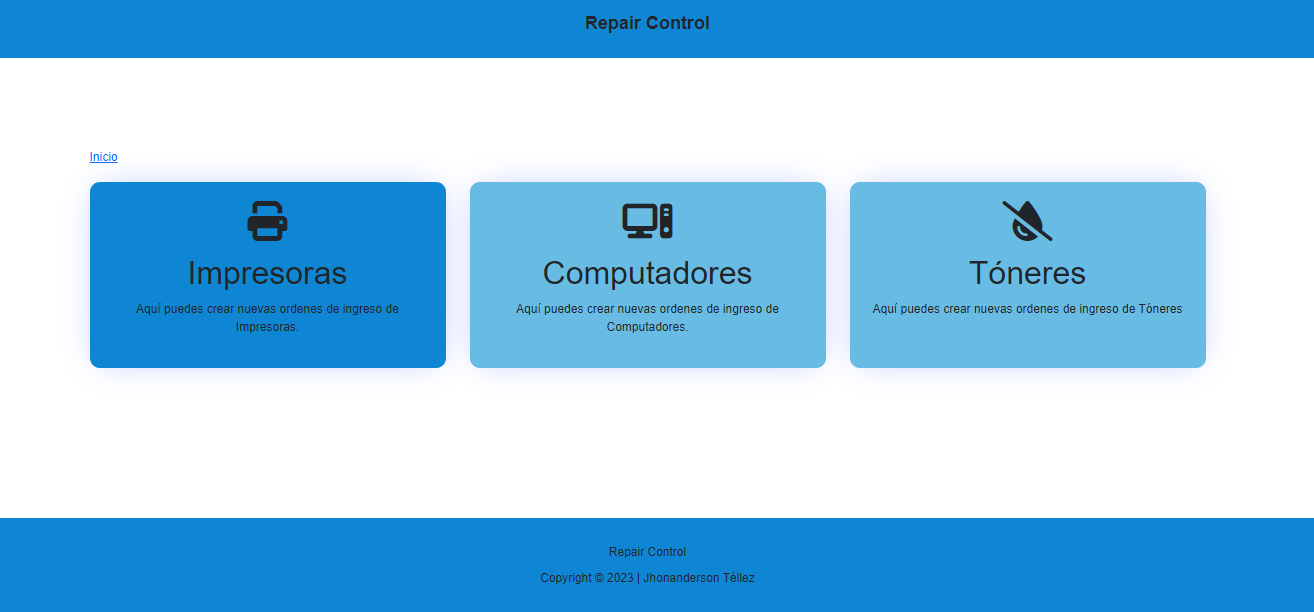 Repair Control
Inicio
Impresoras
Aquí puedes crear nuevas ordenes de ingreso de
Impresoras.
Computadores
Aquí puedes crear nuevas ordenes de ingreso de
Computadores.
Tóneres
Aquí puedes crear nuevas ordenes de ingreso de Tóneres
Repair Control
Copyright © 2023 | Jhonanderson Téllez